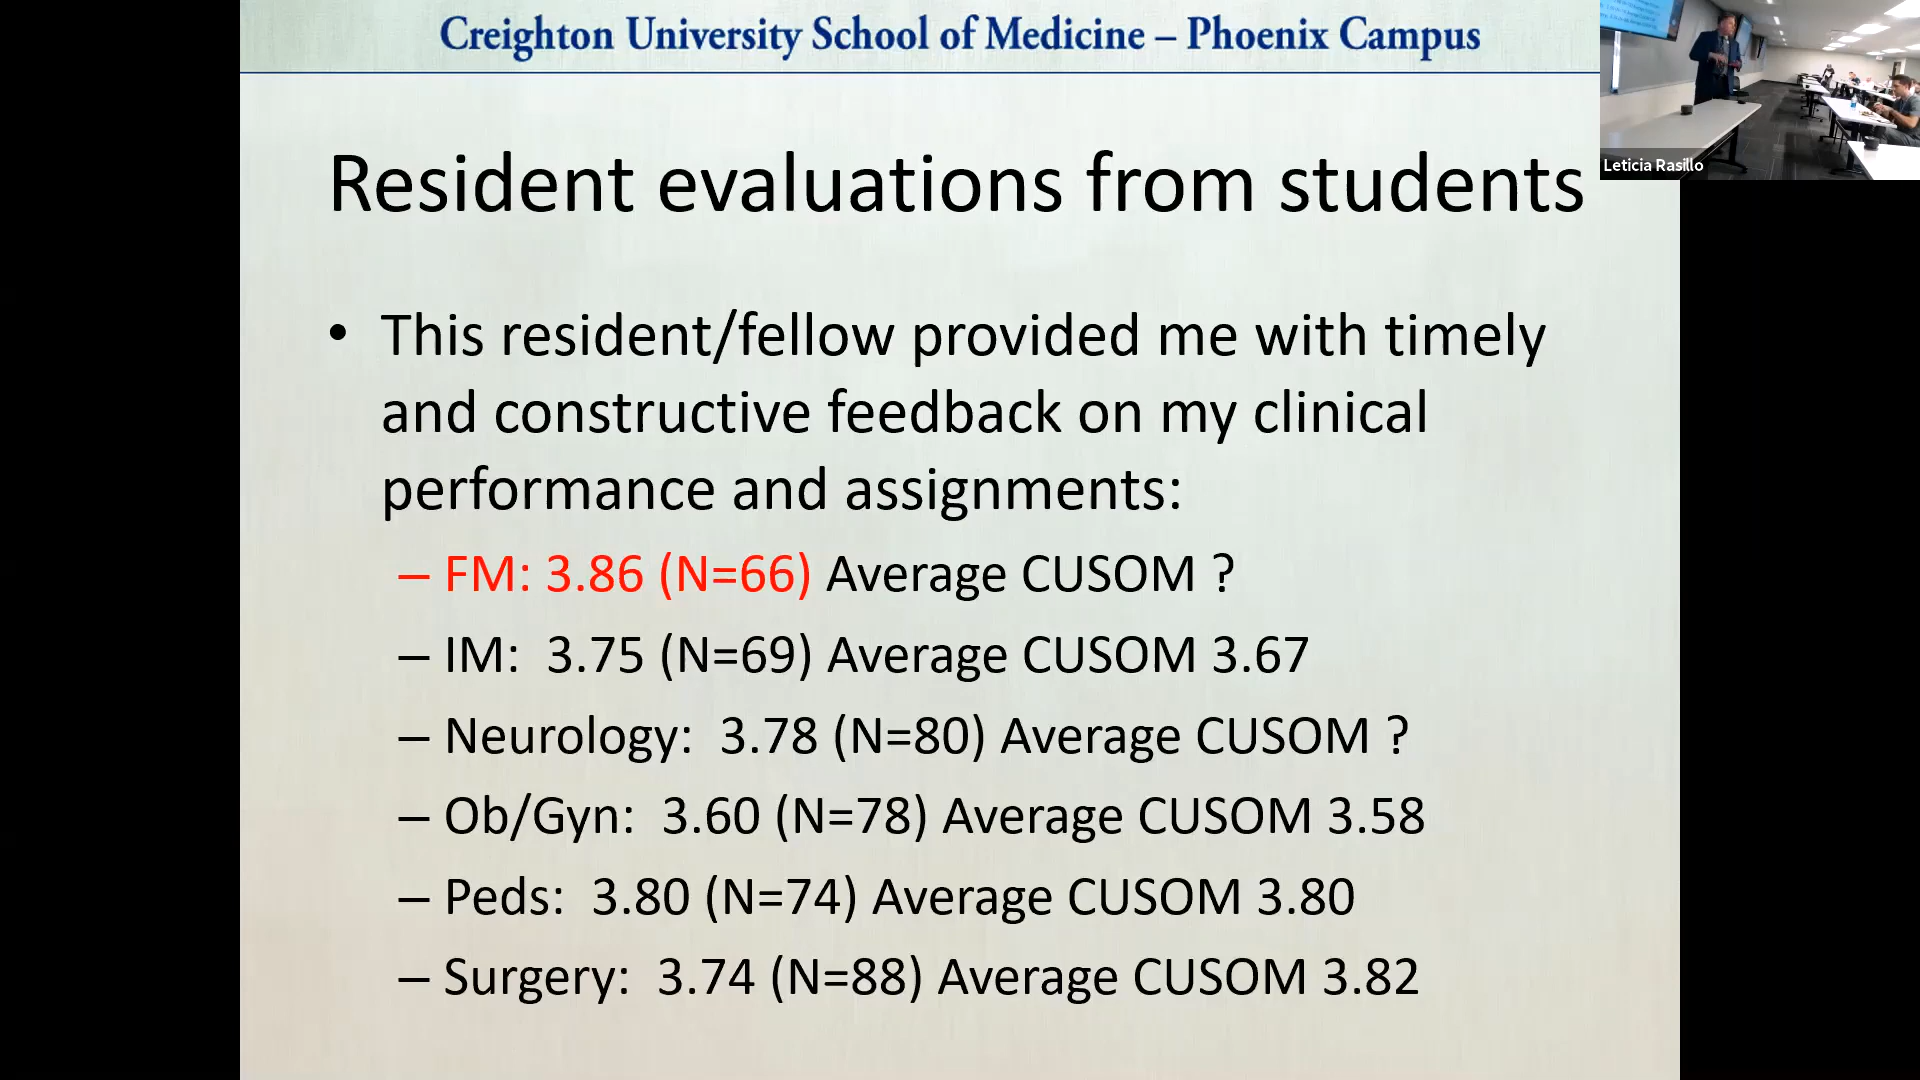 Creighton University School of Medicine – Phoenix Campus
Resident evaluations from students
Leticia Rasillo
• This resident/fellow provided me with timely
and constructive feedback on my clinical
performance and assignments:
– FM: 3.86 (N=66) Average CUSOM ?
– IM: 3.75 (N=69) Average CUSOM 3.67
– Neurology: 3.78 (N=80) Average CUSOM ?
– Ob/Gyn: 3.60 (N=78) Average CUSOM 3.58
– Peds: 3.80 (N=74) Average CUSOM 3.80
– Surgery: 3.74 (N=88) Average CUSOM 3.82